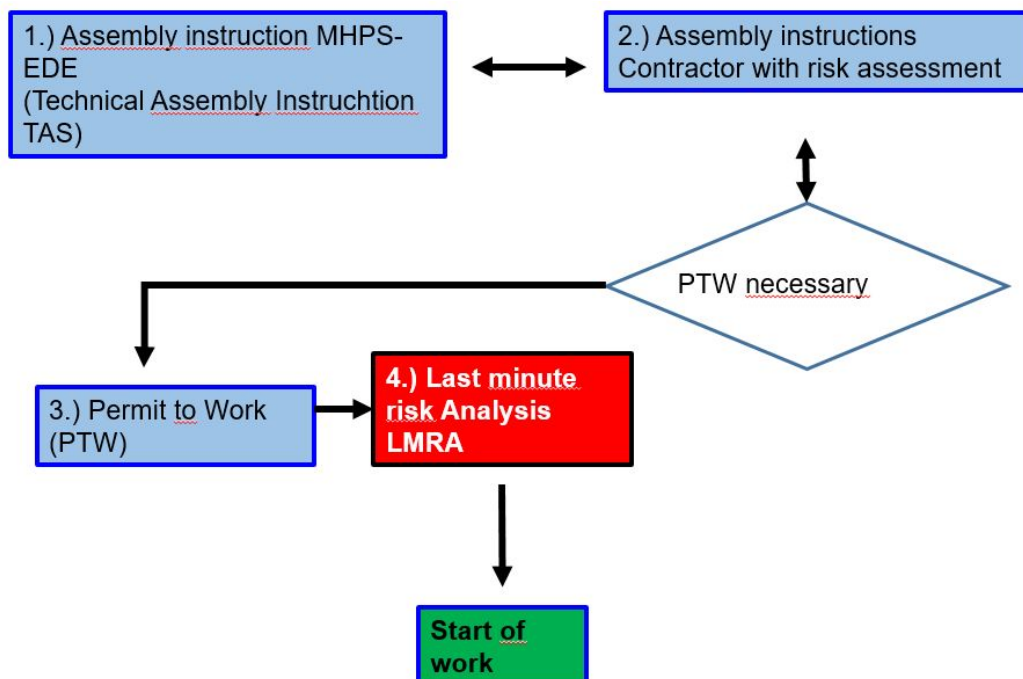 1.) Assembly instruction MHPS-
EDE
(Technical Assembly Instruchtion
TAS)
2.) Assembly instructions
Contractor with risk assessment
PTW necessary
3.) Permit to Work
(PTW)
4.) Last minute
risk Analysis
LMRA
Start of
work